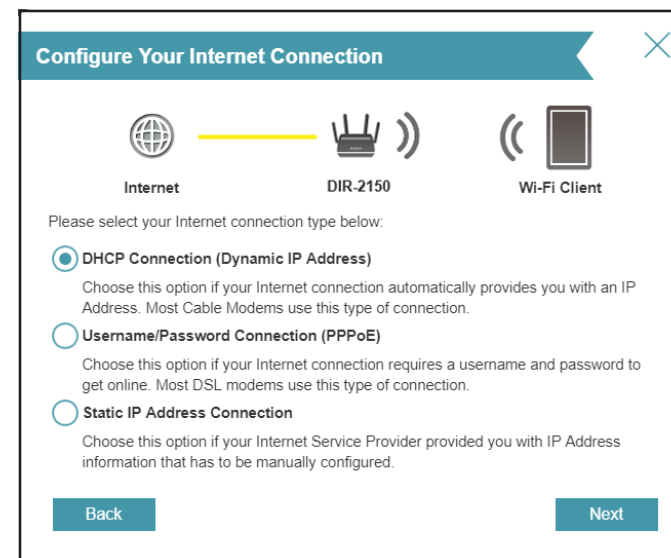 Configure Your Internet Connection
Internet
DIR-2150
Wi-Fi Client
Please select your Internet connection type below:
DHCP Connection (Dynamic IP Address)
Choose this option if your Internet connection automatically provides you with an IP
Address. Most Cable Modems use this type of connection.
Username/Password Connection (PPPoE)
Choose this option if your Internet connection requires a username and password to
get online. Most DSL modems use this type of connection.
Static IP Address Connection
Choose this option if your Internet Service Provider provided you with IP Address
information that has to be manually configured.
Back
Next